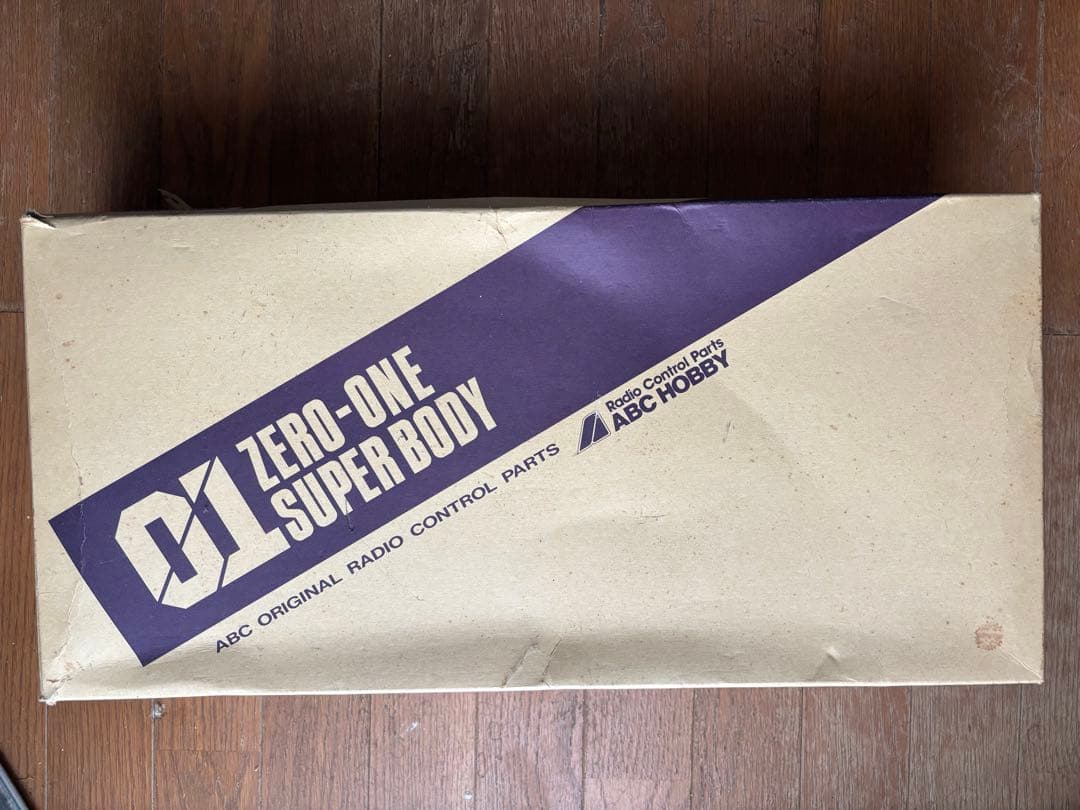 01
ZERO-ONE
SUPER BODY
ABC ORIGINAL RADIO CONTROL PARTS
Radio Control Parts
ABC HOBBY